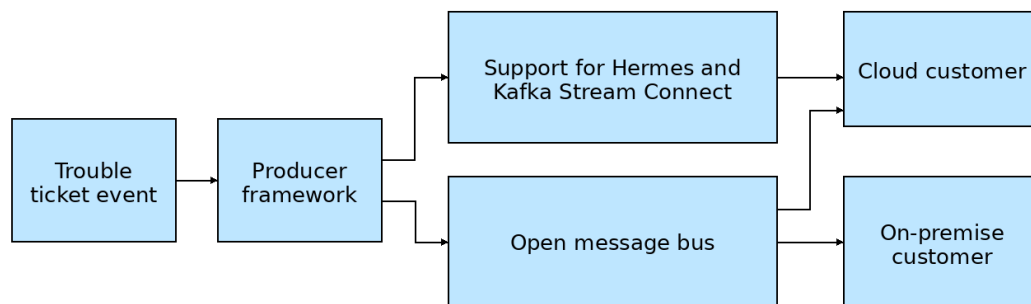 Trouble
ticket event
Producer
framework
Support for Hermes and
Kafka Stream Connect
Open message bus
Cloud customer
On-premise
customer